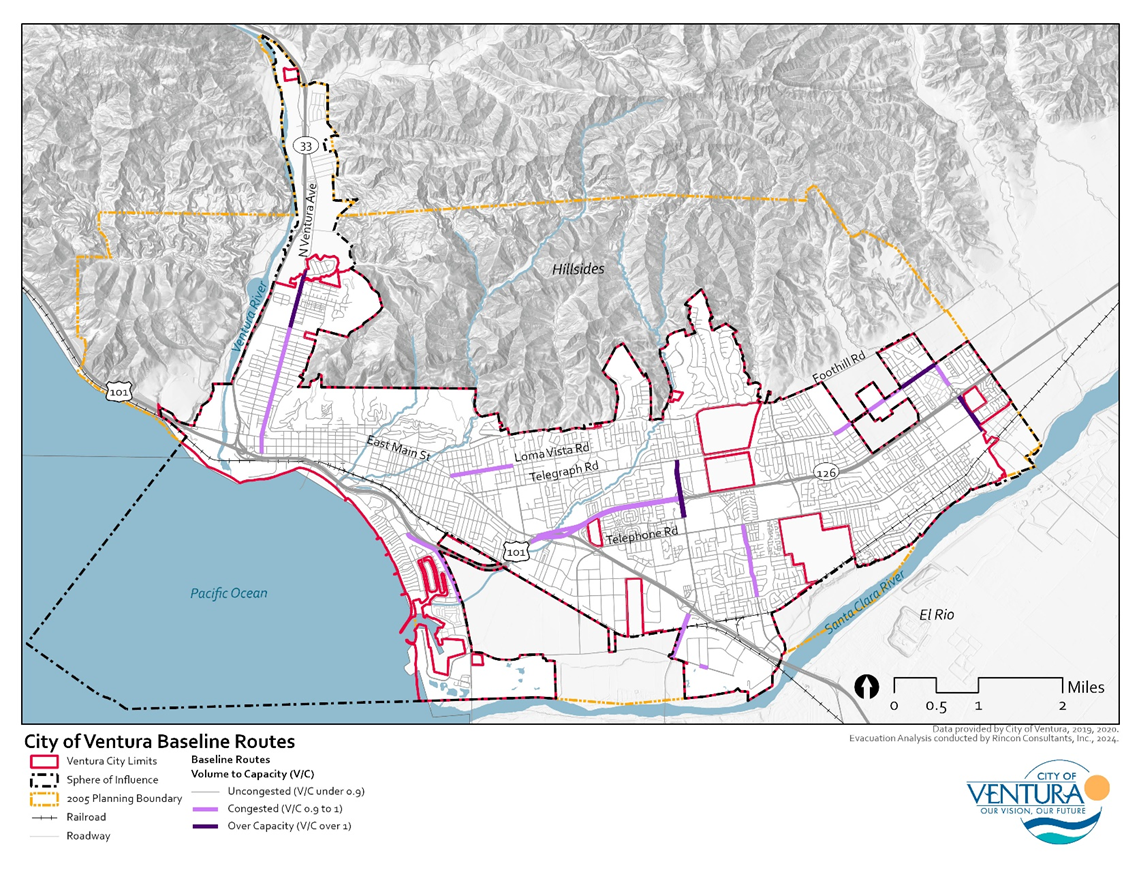 33
N Ventura Ave
Hillsides
Ventura River
Foothill Rd
101
East Main St
Loma Vista Rd
Telegraph Rd
126
Telephone Rd
101
Pacific Ocean
Santa Clara River
El Rio
Miles
0 0.5 1 2
Data provided by City of Ventura, 2019, 2020.
Evacuation Analysis conducted by Rincon Consultants, Inc., 2024.
City of Ventura Baseline Routes
Ventura City Limits
Sphere of Influence
2005 Planning Boundary
Railroad
Roadway
Baseline Routes
Volume to Capacity (V/C)
Uncongested (V/C under 0.9)
Congested (V/C 0.9 to 1)
Over Capacity (V/C over 1)
CITY OF
VENTURA
OUR VISION, OUR FUTURE